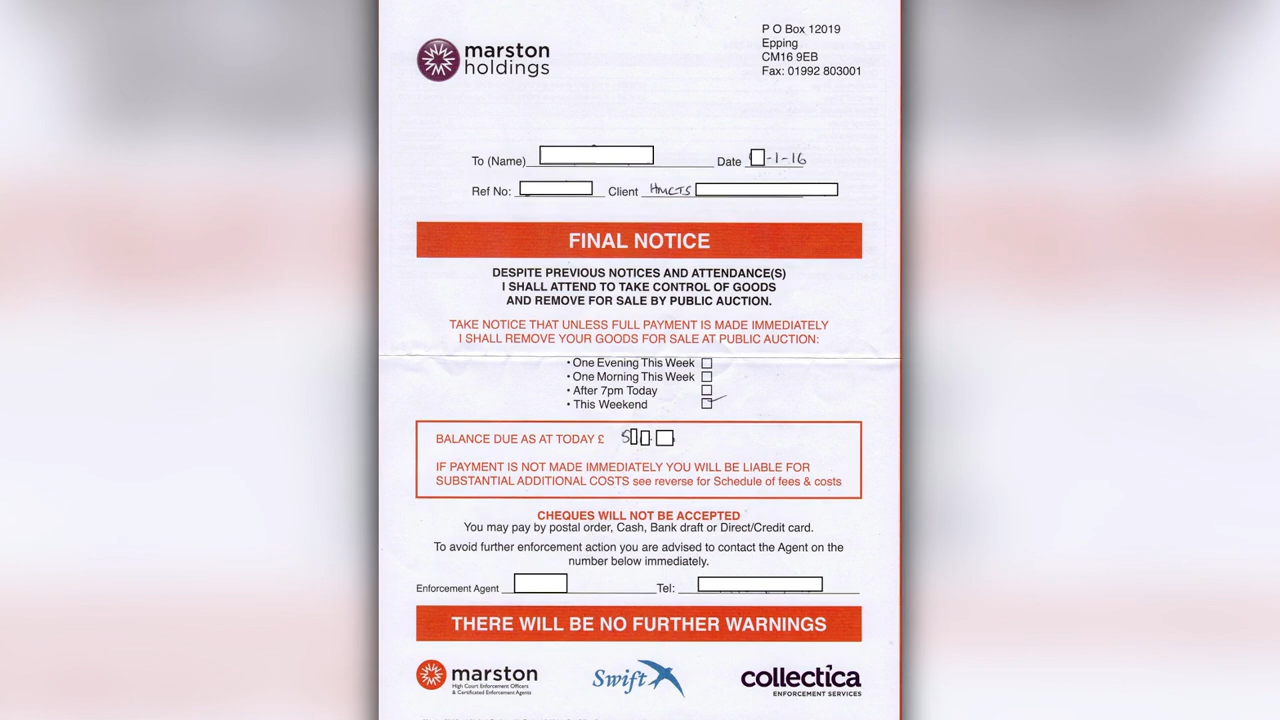 marston
holdings
P O Box 12019
Epping
CM16 9EB
Fax: 01992 803001
To (Name) Date -1-16
Ref No: Client HMCTS
FINAL NOTICE
DESPITE PREVIOUS NOTICES AND ATTENDANCE(S)
I SHALL ATTEND TO TAKE CONTROL OF GOODS
AND REMOVE FOR SALE BY PUBLIC AUCTION.
TAKE NOTICE THAT UNLESS FULL PAYMENT IS MADE IMMEDIATELY
I SHALL REMOVE YOUR GOODS FOR SALE AT PUBLIC AUCTION:
• One Evening This Week
• One Morning This Week
• After 7pm Today
• This Weekend
BALANCE DUE AS AT TODAY £
IF PAYMENT IS NOT MADE IMMEDIATELY YOU WILL BE LIABLE FOR
SUBSTANTIAL ADDITIONAL COSTS see reverse for Schedule of fees & costs
CHEQUES WILL NOT BE ACCEPTED
You may pay by postal order, Cash, Bank draft or Direct/Credit card.
To avoid further enforcement action you are advised to contact the Agent on the
number below immediately.
Enforcement Agent Tel:
THERE WILL BE NO FURTHER WARNINGS
marston
High Court Enforcement Officers
& Certificated Enforcement Agents
Swift
collectica
ENFORCEMENT SERVICES